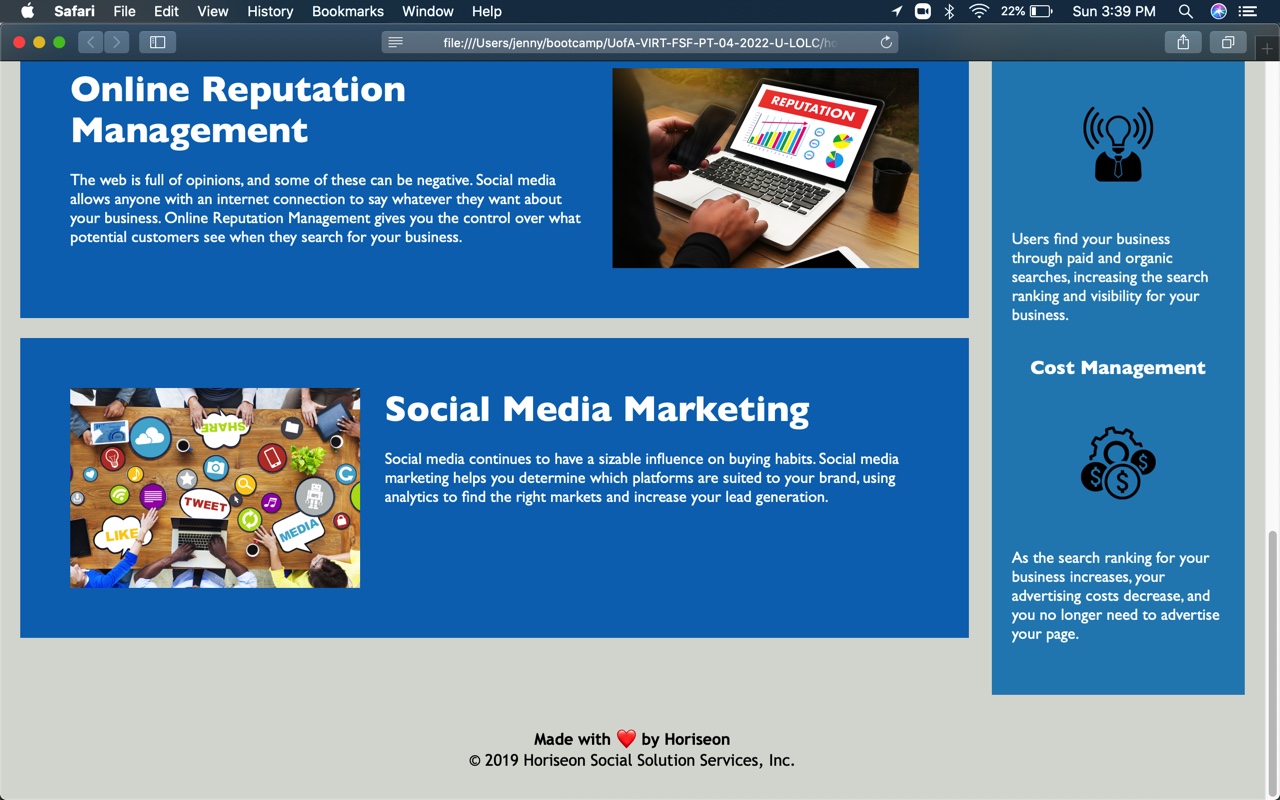 Safari File Edit View History Bookmarks Window Help 22% Sun 3:39 PM
file:///Users/jenny/bootcamp/UofA-VIRT-FSF-PT-04-2022-U-LOLC/ho
Online Reputation
Management
The web is full of opinions, and some of these can be negative. Social media
allows anyone with an internet connection to say whatever they want about
your business. Online Reputation Management gives you the control over what
potential customers see when they search for your business.
REPUTATION
SHARE
TWEET
LIKE
MEDIA
Social Media Marketing
Social media continues to have a sizable influence on buying habits. Social media
marketing helps you determine which platforms are suited to your brand, using
analytics to find the right markets and increase your lead generation.
Users find your business
through paid and organic
searches, increasing the search
ranking and visibility for your
business.
Cost Management
$ $ $
As the search ranking for your
business increases, your
advertising costs decrease, and
you no longer need to advertise
your page.
Made with ❤️ by Horiseon
© 2019 Horiseon Social Solution Services, Inc.